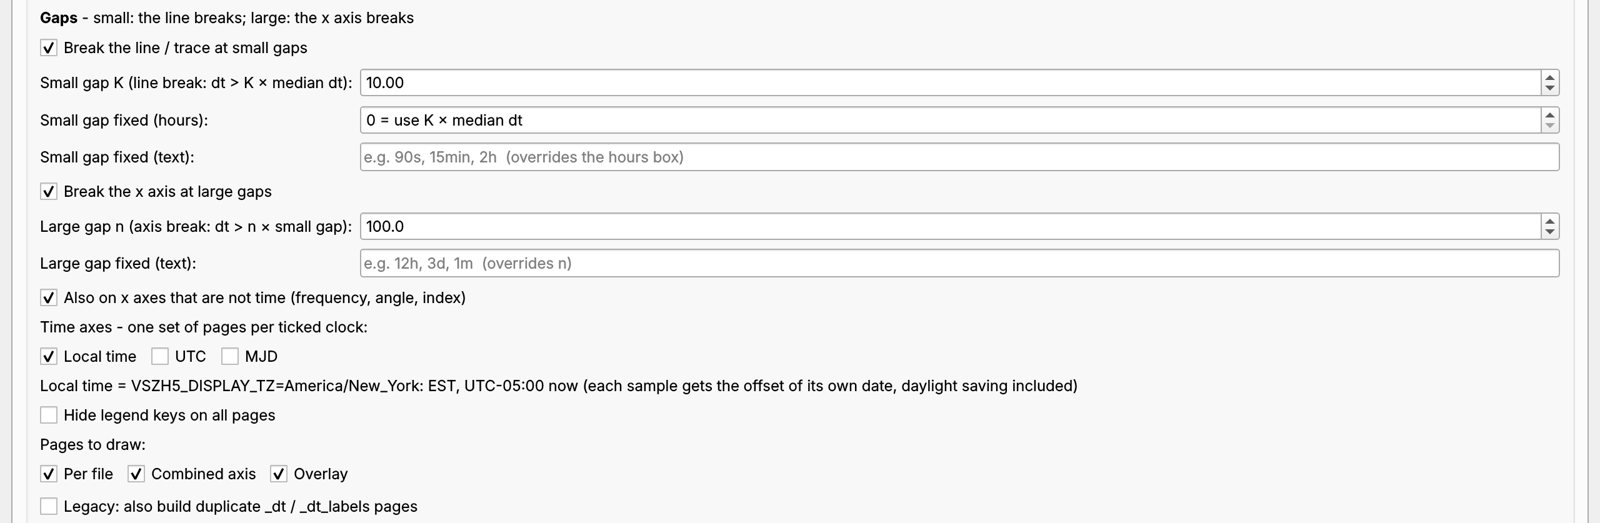 Gaps - small: the line breaks; large: the x axis breaks
Break the line / trace at small gaps
Small gap K (line break: dt > K × median dt): 10.00
Small gap fixed (hours): 0 = use K × median dt
Small gap fixed (text): e.g. 90s, 15min, 2h (overrides the hours box)
Break the x axis at large gaps
Large gap n (axis break: dt > n × small gap): 100.0
Large gap fixed (text): e.g. 12h, 3d, 1m (overrides n)
Also on x axes that are not time (frequency, angle, index)
Time axes - one set of pages per ticked clock:
Local time UTC MJD
Local time = VSZH5_DISPLAY_TZ=America/New_York: EST, UTC-05:00 now (each sample gets the offset of its own date, daylight saving included)
Hide legend keys on all pages
Pages to draw:
Per file Combined axis Overlay
Legacy: also build duplicate _dt / _dt_labels pages